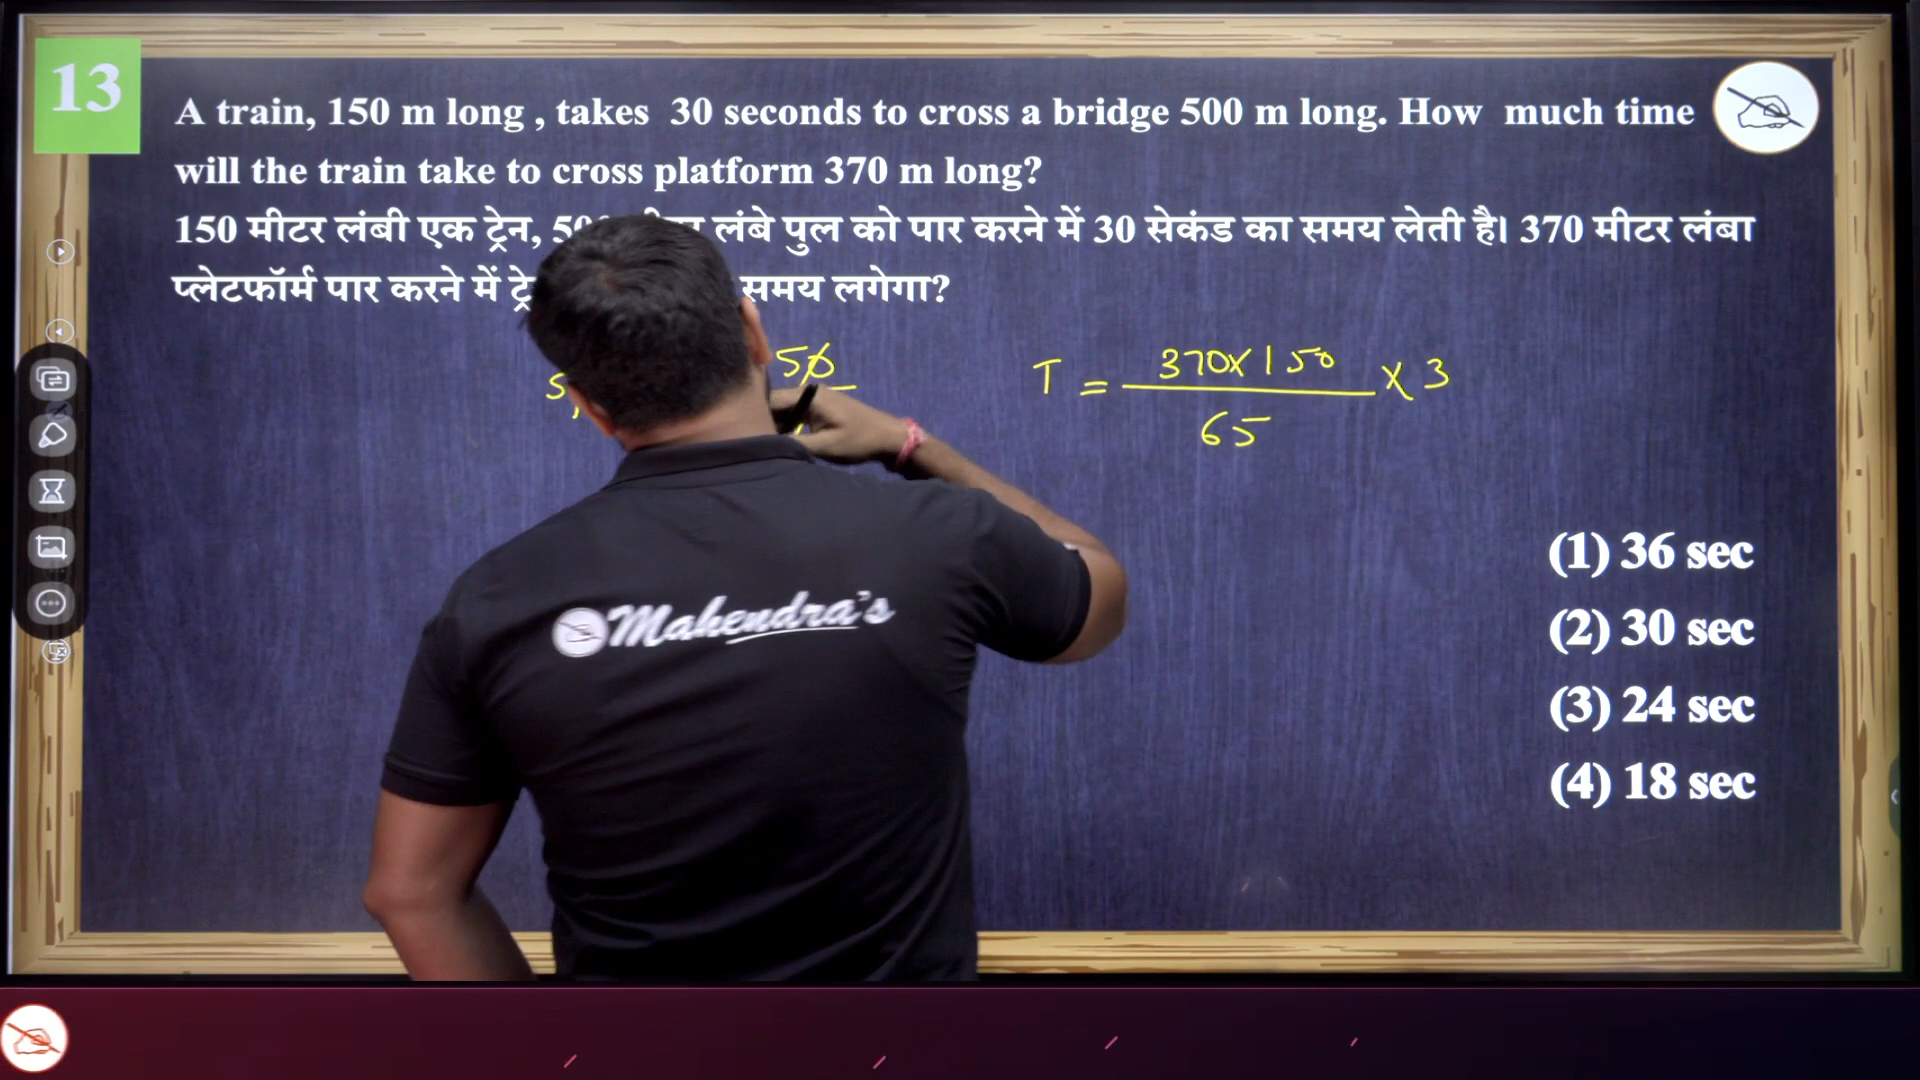 13
A train, 150 m long , takes 30 seconds to cross a bridge 500 m long. How much time
will the train take to cross platform 370 m long?
150 मीटर लंबी एक ट्रेन, लंबे पुल को पार करने में 30 सेकंड का समय लेती है। 370 मीटर लंबा
प्लेटफॉर्म पार करने में समय लगेगा?
50
T = 370x150 x 3
65
(1) 36 sec
(2) 30 sec
(3) 24 sec
(4) 18 sec
Mahendra's